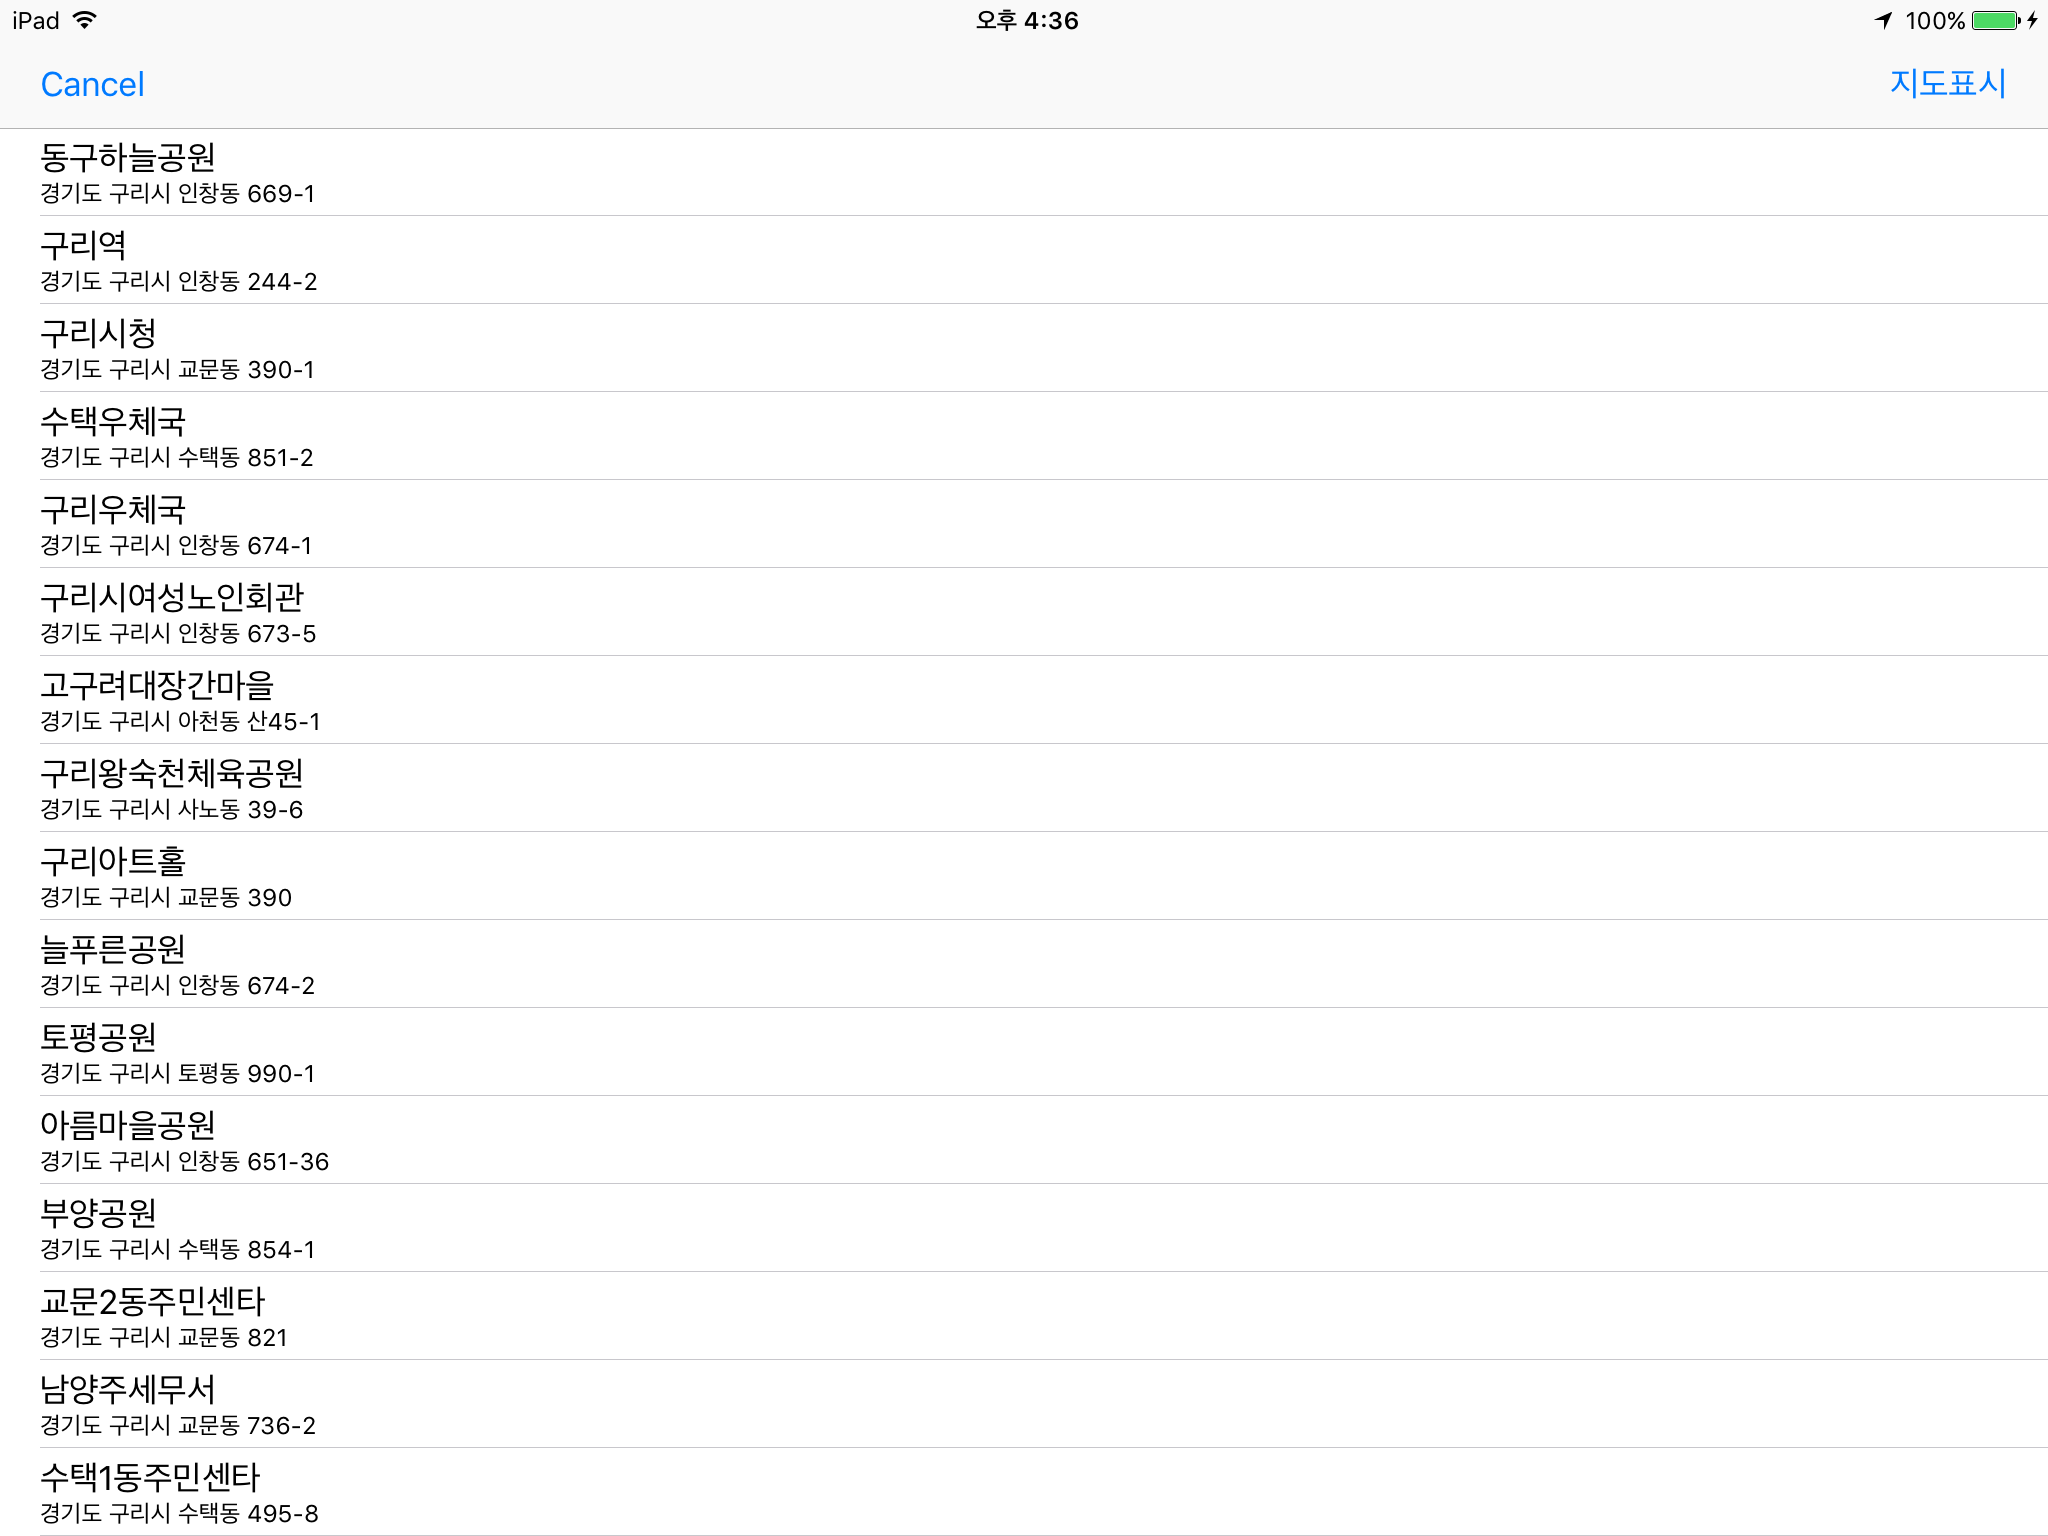 iPad 오후 4:36 100%
Cancel 지도표시
동구하늘공원
경기도 구리시 인창동 669-1
구리역
경기도 구리시 인창동 244-2
구리시청
경기도 구리시 교문동 390-1
수택우체국
경기도 구리시 수택동 851-2
구리우체국
경기도 구리시 인창동 674-1
구리시여성노인회관
경기도 구리시 인창동 673-5
고구려대장간마을
경기도 구리시 아천동 산45-1
구리왕숙천체육공원
경기도 구리시 사노동 39-6
구리아트홀
경기도 구리시 교문동 390
늘푸른공원
경기도 구리시 인창동 674-2
토평공원
경기도 구리시 토평동 990-1
아름마을공원
경기도 구리시 인창동 651-36
부양공원
경기도 구리시 수택동 854-1
교문2동주민센타
경기도 구리시 교문동 821
남양주세무서
경기도 구리시 교문동 736-2
수택1동주민센타
경기도 구리시 수택동 495-8